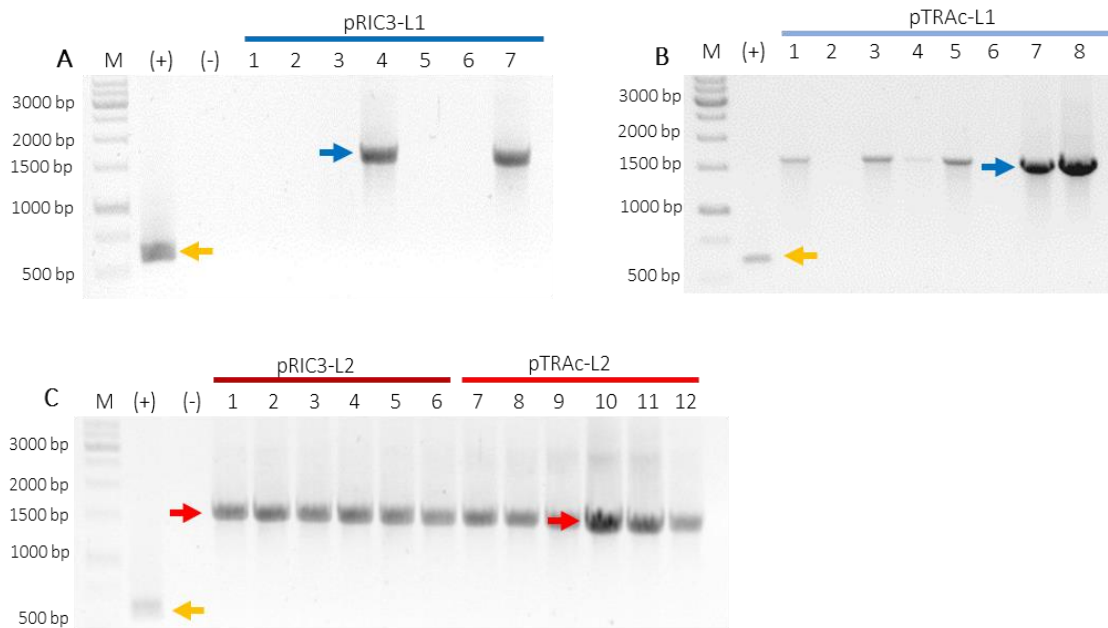 pRIC3-L1
A M (+) (-) 1 2 3 4 5 6 7
3000 bp
2000 bp
1500 bp
1000 bp
500 bp
pTRAc-L1
B M (+) 1 2 3 4 5 6 7 8
3000 bp
2000 bp
1500 bp
1000 bp
500 bp
pRIC3-L2 pTRAc-L2
C M (+) (-) 1 2 3 4 5 6 7 8 9 10 11 12
3000 bp
2000 bp
1500 bp
1000 bp
500 bp